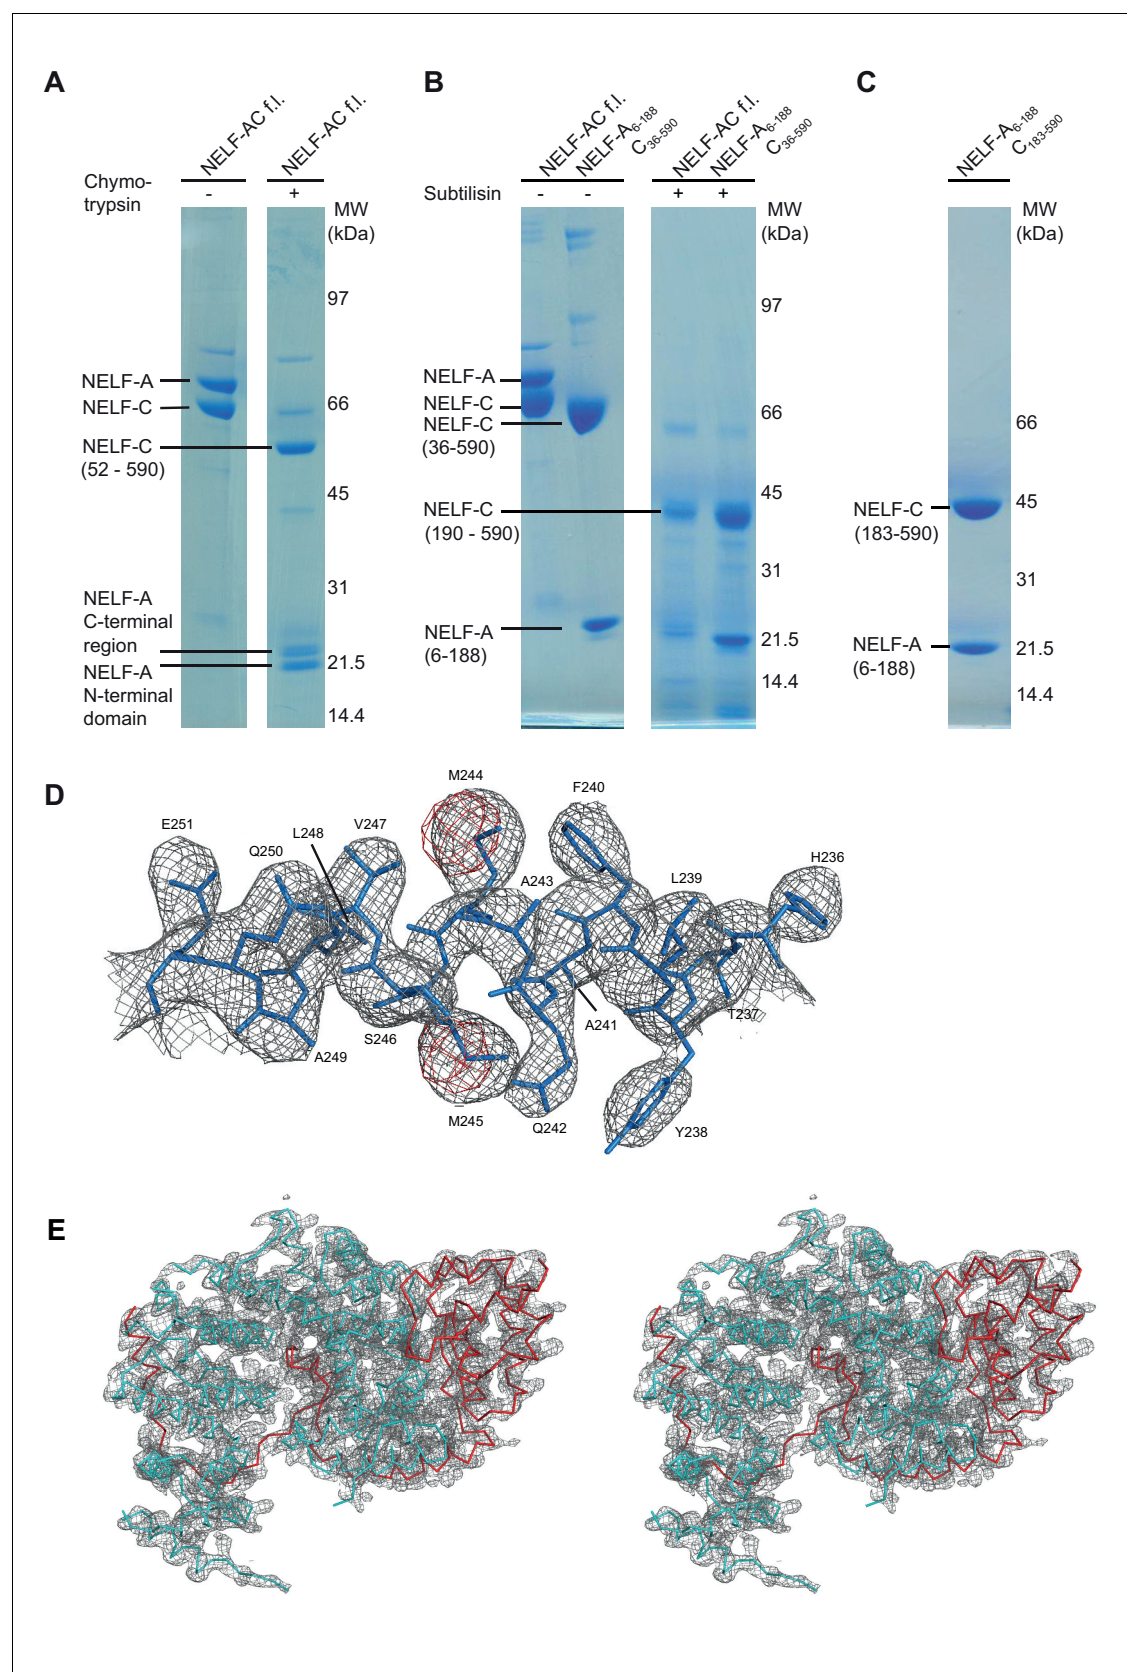 A
NELF-AC f.l.
NELF-AC f.l.
Chymo-
trypsin
-
+
MW
(kDa)
97
NELF-A
NELF-C
66
NELF-C
(52 - 590)
45
31
NELF-A
C-terminal
region
21.5
NELF-A
N-terminal
domain
14.4
B
NELF-AC f.l.
NELF-A6-188
C36-590
NELF-AC f.l.
NELF-A6-188
C36-590
Subtilisin
-
-
+
+
MW
(kDa)
97
NELF-A
NELF-C
66
NELF-C
(36-590)
45
NELF-C
(190 - 590)
31
NELF-A
(6-188)
21.5
14.4
C
NELF-A6-188
C183-590
MW
(kDa)
66
45
NELF-C
(183-590)
31
NELF-A
(6-188)
21.5
14.4
D
M244
F240
E251
L248
V247
Q250
H236
L239
A243
T237
A241
S246
A249
M245
Q242
Y238
E